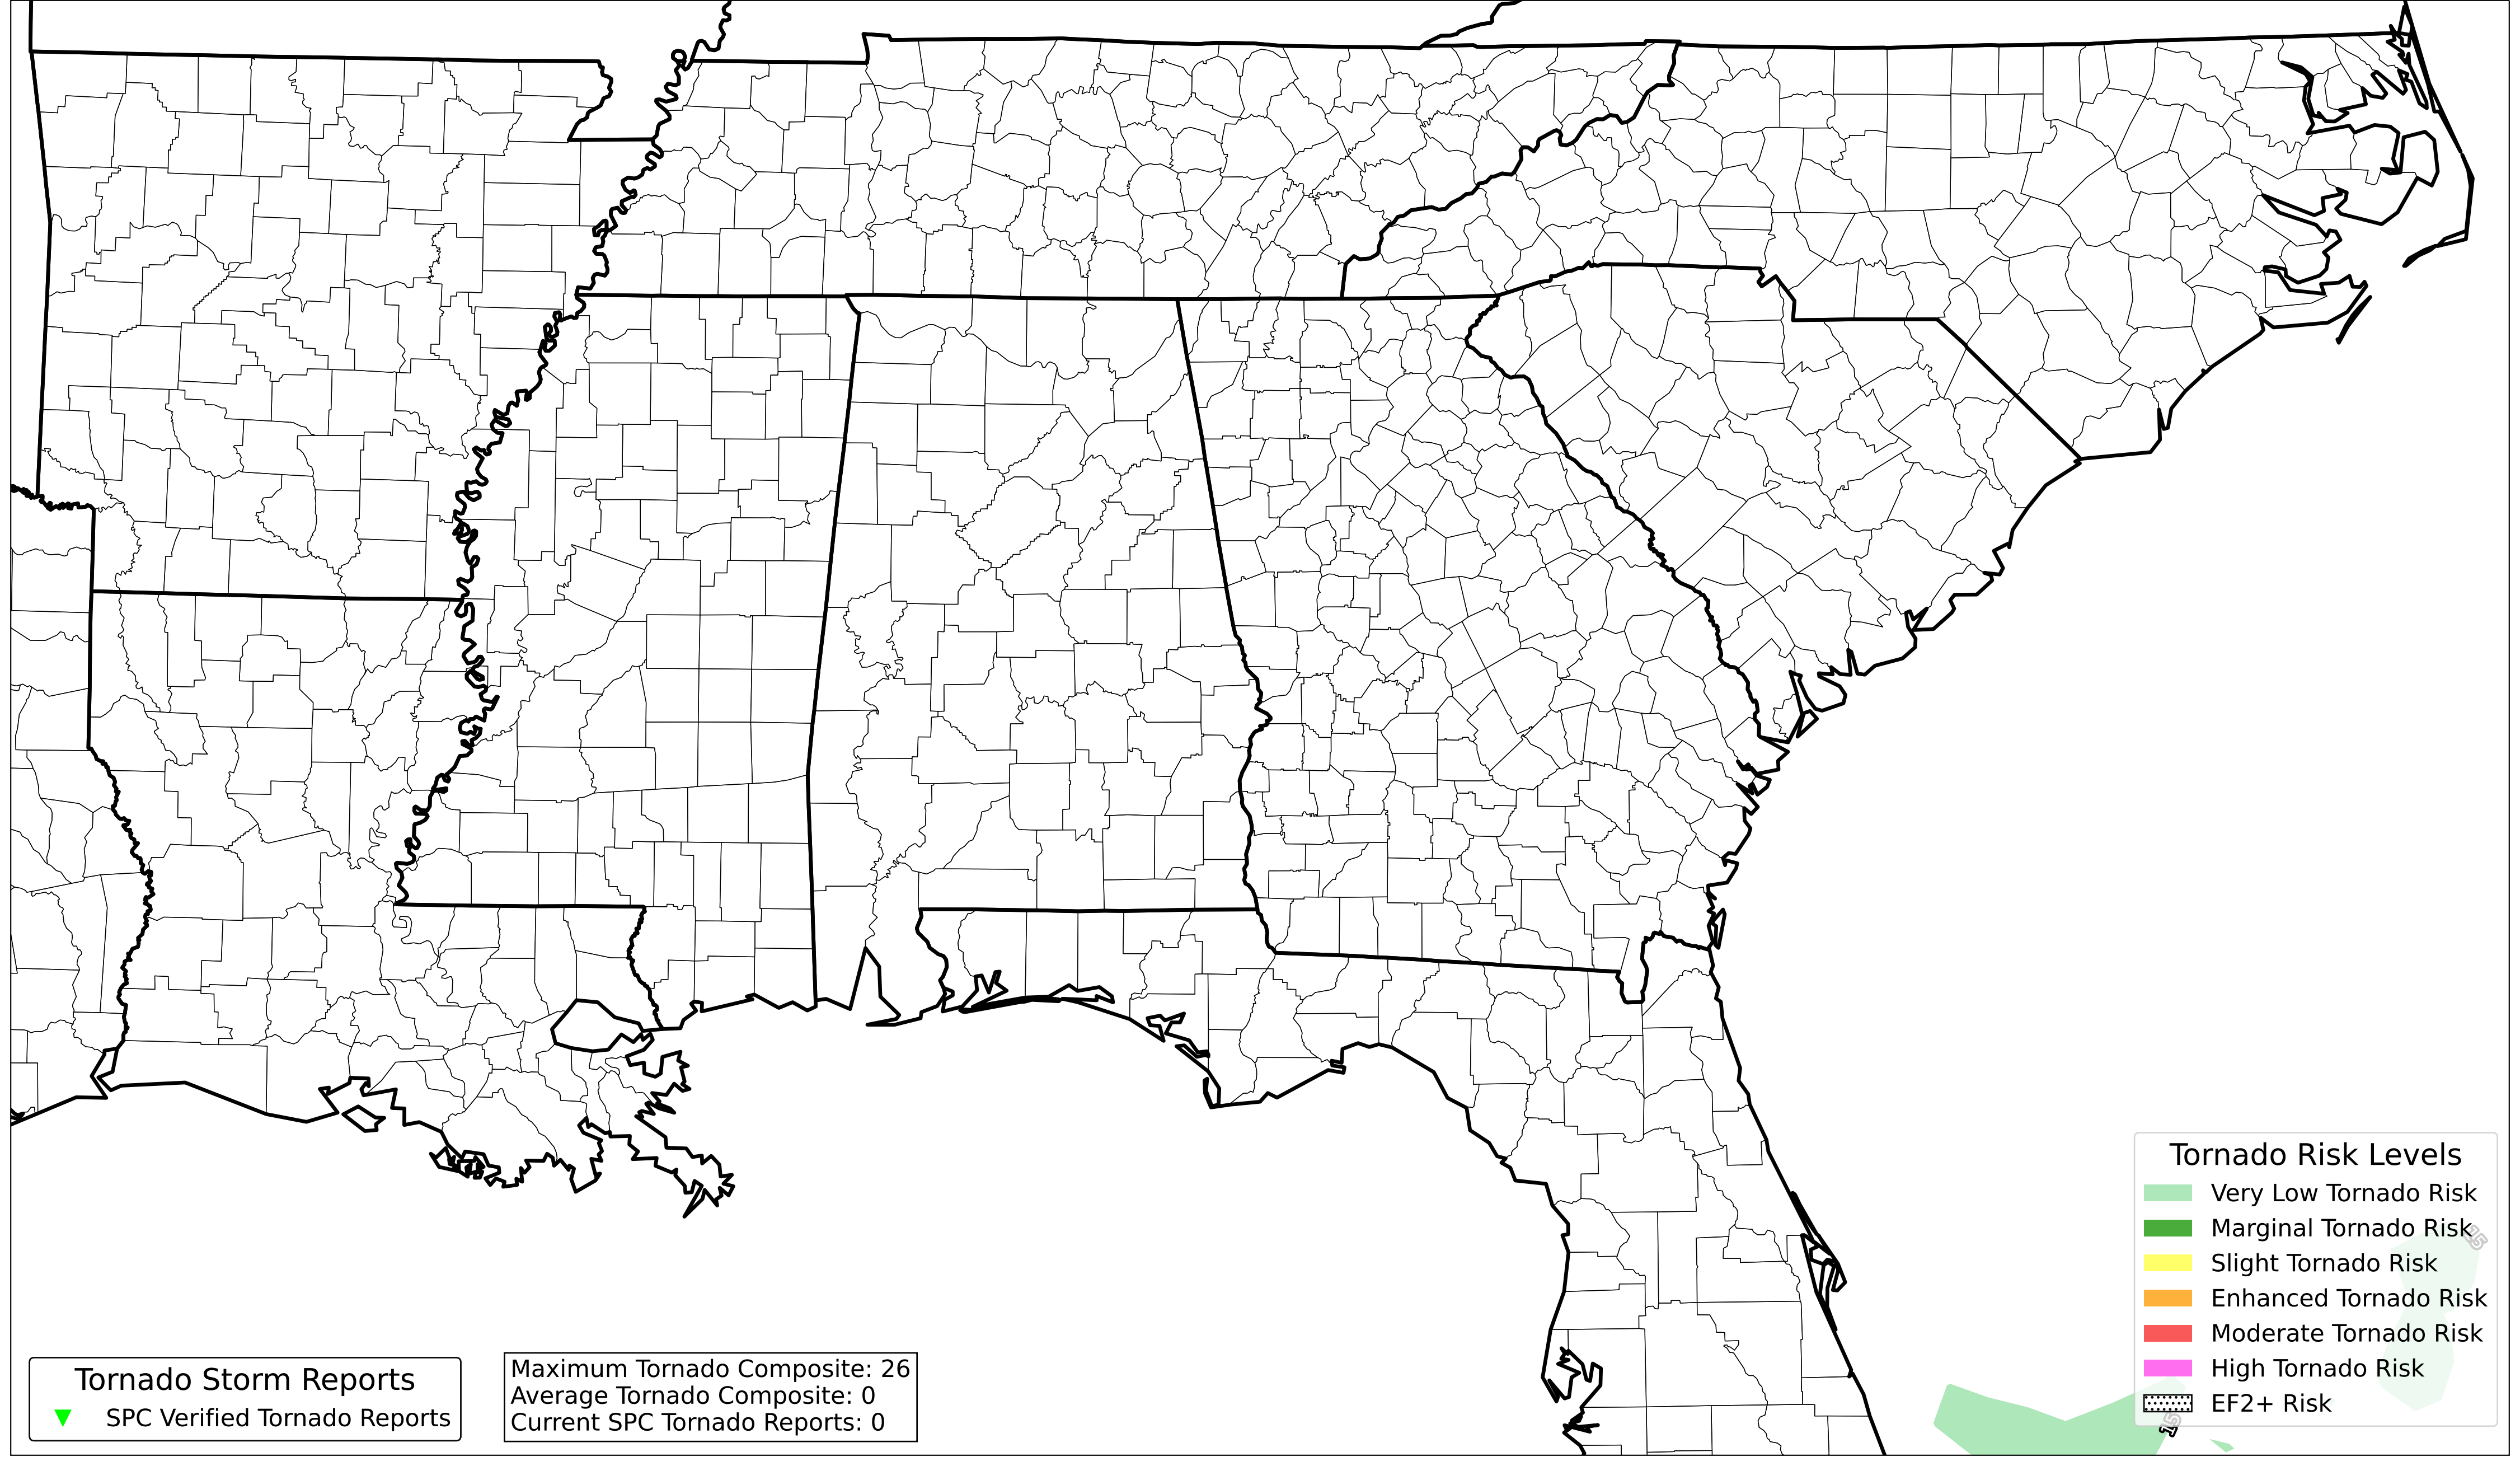 Tornado Risk Levels
Very Low Tornado Risk
Marginal Tornado Risk
15
Slight Tornado Risk
Enhanced Tornado Risk
Moderate Tornado Risk
High Tornado Risk
EF2+ Risk
15
Tornado Storm Reports
SPC Verified Tornado Reports
Maximum Tornado Composite: 26
Average Tornado Composite: 0
Current SPC Tornado Reports: 0